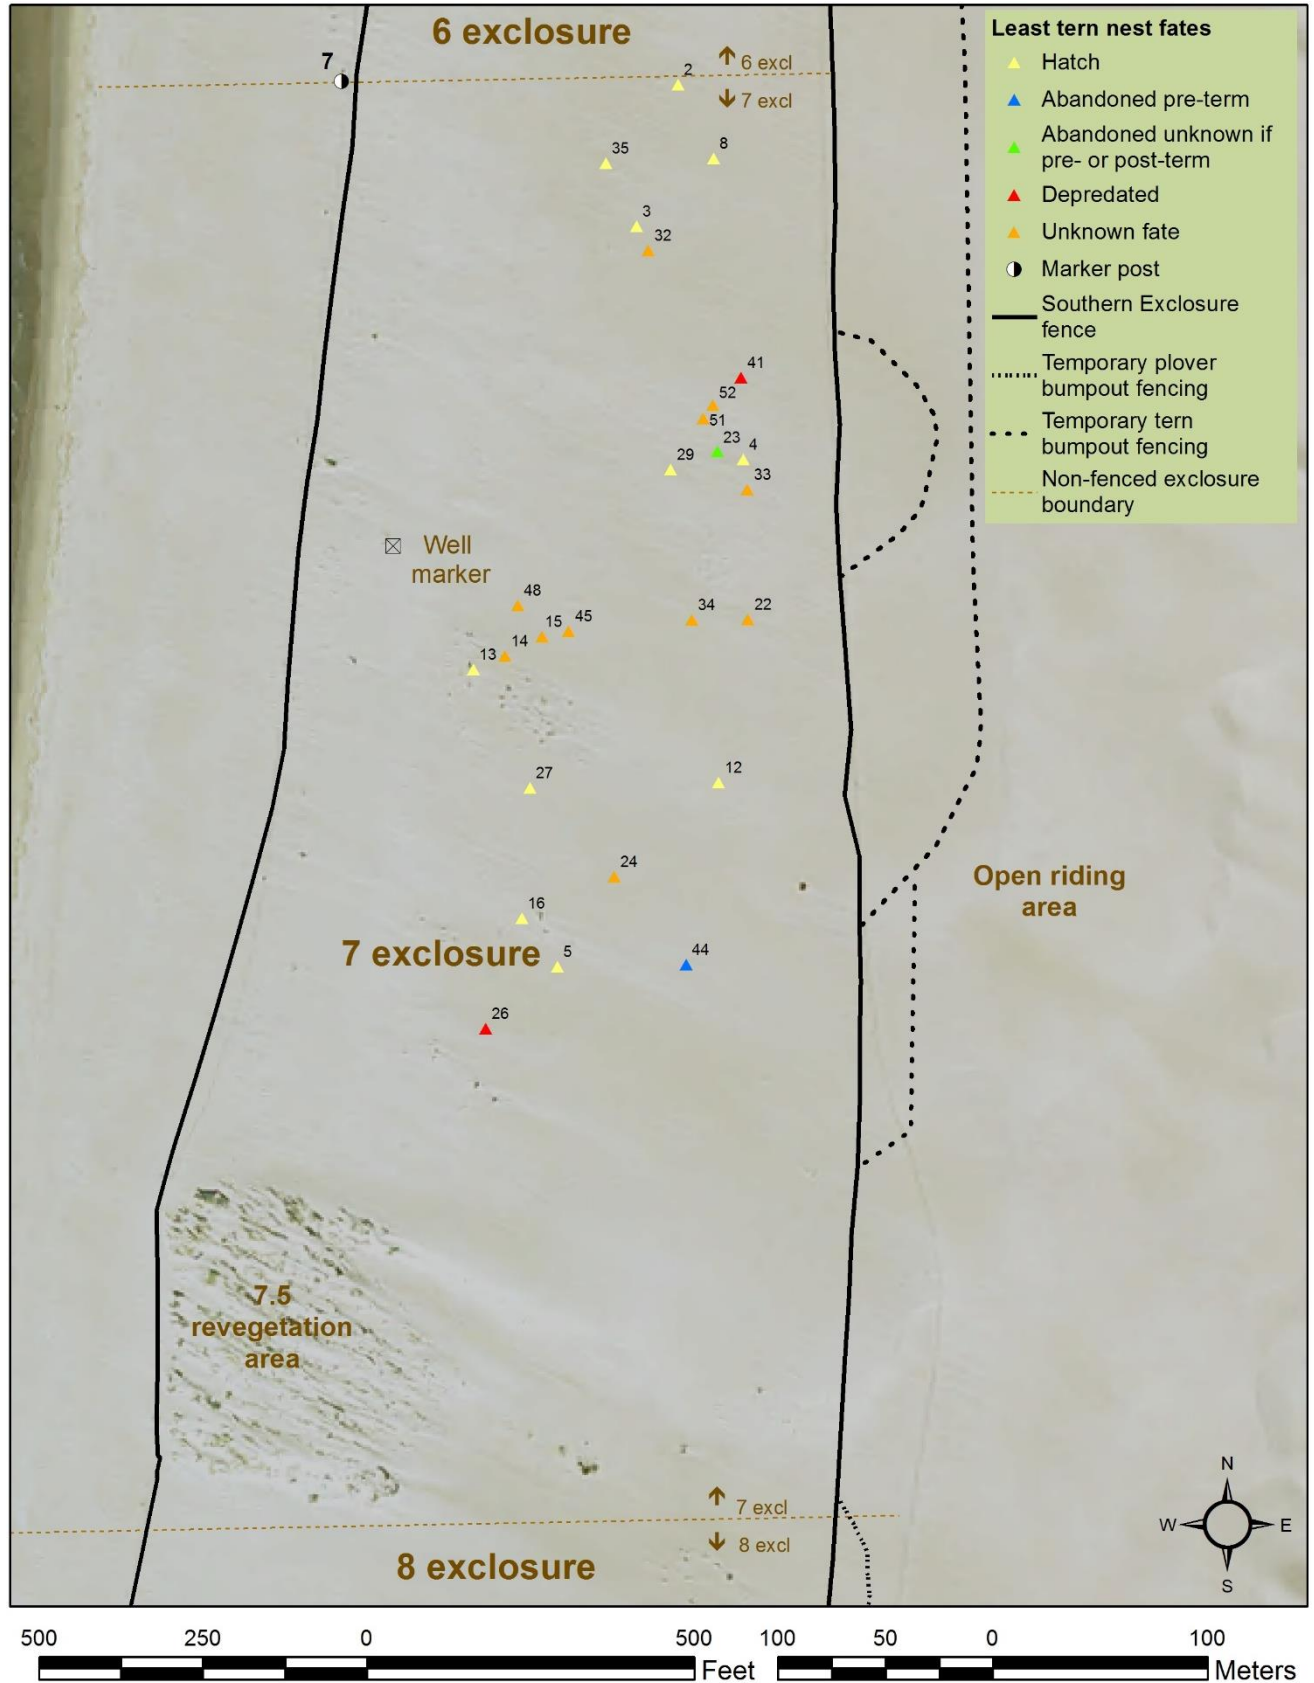 6 exclosure
7
6 excl
2
7 excl
35
8
3
32
41
52
51
23
4
29
33
Well
marker
48
15
45
34
22
14
13
27
12
24
16
7 exclosure
5
44
26
Open riding
area
7.5
revegetation
area
7 excl
8 excl
8 exclosure
Least tern nest fates
Hatch
Abandoned pre-term
Abandoned unknown if
pre- or post-term
Depredated
Unknown fate
Marker post
Southern Exclosure
fence
Temporary plover
bumpout fencing
Temporary tern
bumpout fencing
Non-fenced exclosure
boundary
N
W E
S
500 250 0 500 Feet
100 50 0 100 Meters